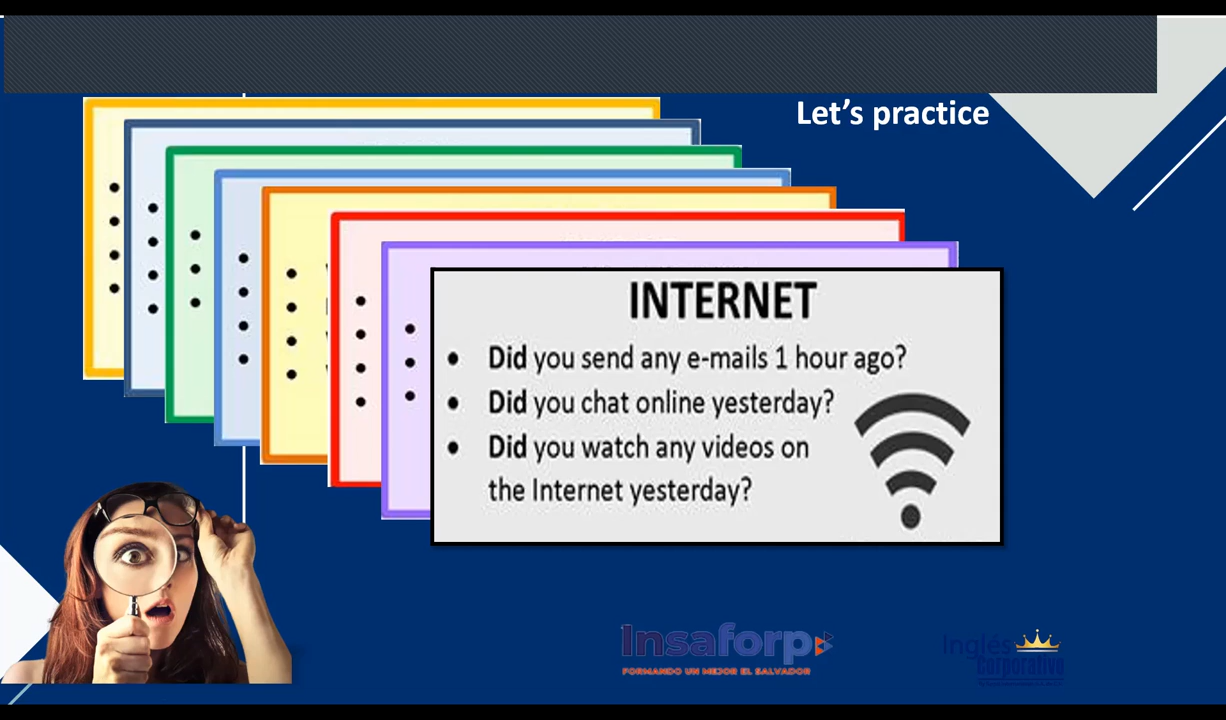 Let's practice
INTERNET
• Did you send any e-mails 1 hour ago?
• Did you chat online yesterday?
• Did you watch any videos on
the Internet yesterday?
Insaforp
FORMANDO UN MEJOR EL SALVADOR
Inglés
Corporativo